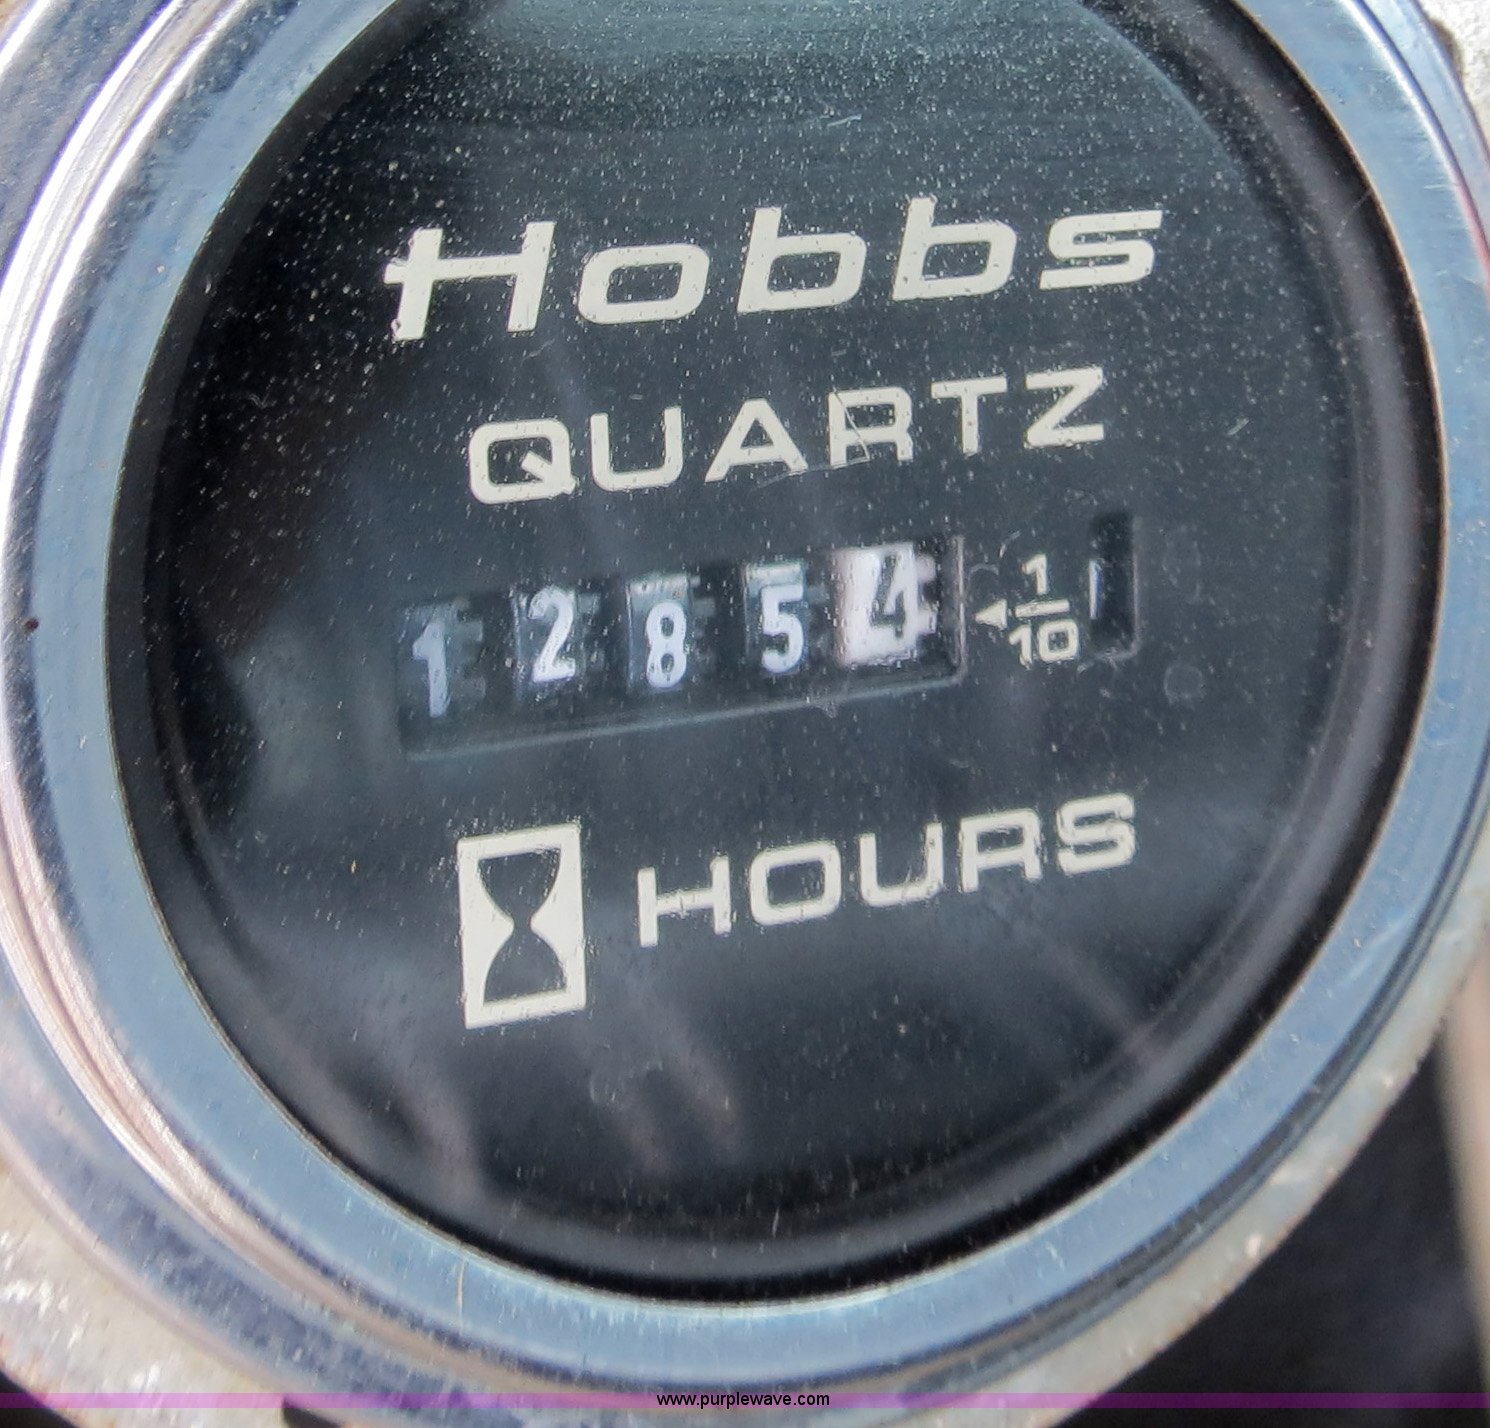 Hobbs
QUARTZ
12854 ◄ 1/10
HOURS
www.purplewave.com